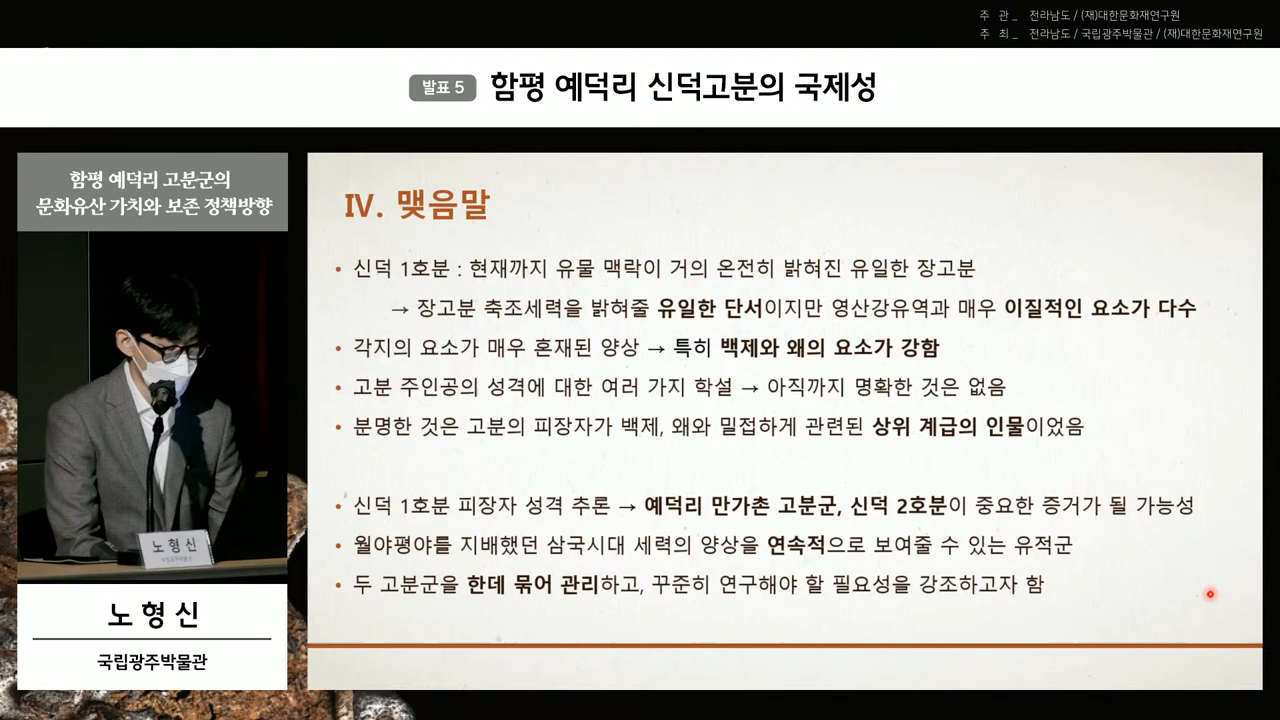 주 관 _ 전라남도 / (재)대한문화재연구원
주 최 _ 전라남도 / 국립광주박물관 / (재)대한문화재연구원
발표 5 함평 예덕리 신덕고분의 국제성
함평 예덕리 고분군의
문화유산 가치와 보존 정책방향
노형신
국립광주박물관
노 형 신
국립광주박물관
IV. 맺음말
• 신덕 1호분 : 현재까지 유물 맥락이 거의 온전히 밝혀진 유일한 장고분
→ 장고분 축조세력을 밝혀줄 유일한 단서이지만 영산강유역과 매우 이질적인 요소가 다수
• 각지의 요소가 매우 혼재된 양상 → 특히 백제와 왜의 요소가 강함
• 고분 주인공의 성격에 대한 여러 가지 학설 → 아직까지 명확한 것은 없음
• 분명한 것은 고분의 피장자가 백제, 왜와 밀접하게 관련된 상위 계급의 인물이었음
• 신덕 1호분 피장자 성격 추론 → 예덕리 만가촌 고분군, 신덕 2호분이 중요한 증거가 될 가능성
• 월야평야를 지배했던 삼국시대 세력의 양상을 연속적으로 보여줄 수 있는 유적군
• 두 고분군을 한데 묶어 관리하고, 꾸준히 연구해야 할 필요성을 강조하고자 함